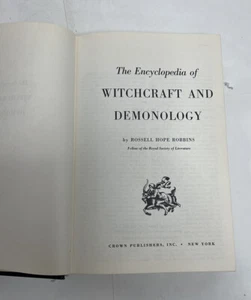 The Encyclopedia of
WITCHCRAFT AND
DEMONOLOGY
by ROSSELL HOPE ROBBINS
Fellow of the Royal Society of Literature
CROWN PUBLISHERS, INC. • NEW YORK